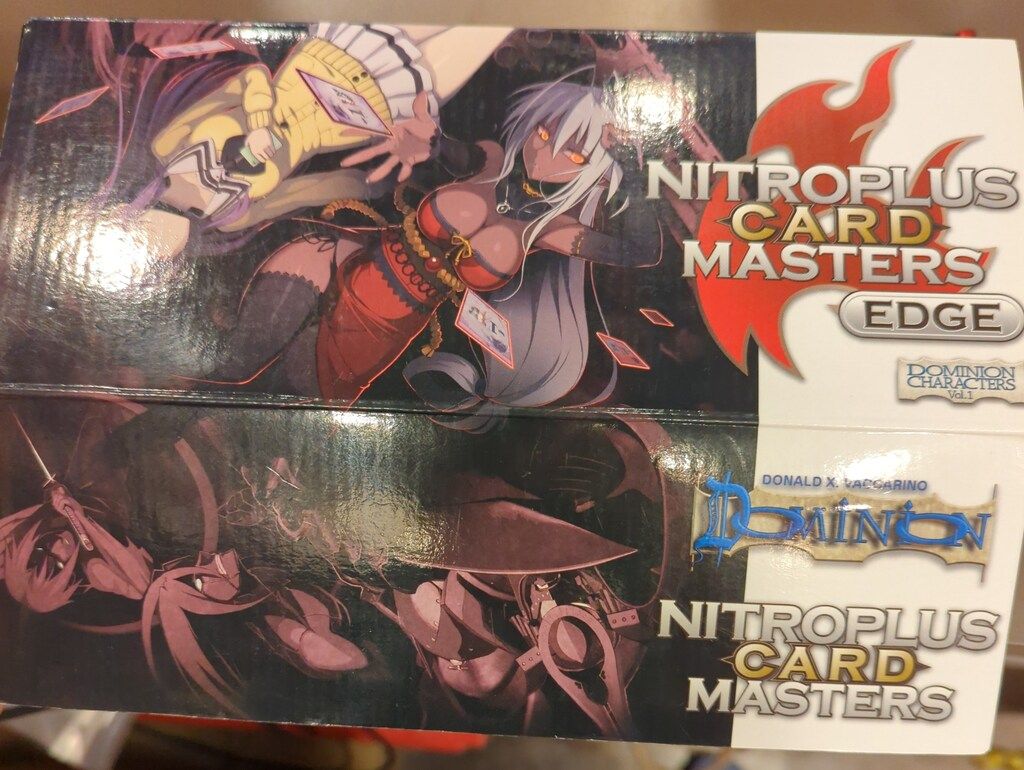 NITROPLUS
CARD
MASTERS
EDGE
DOMINION
CHARACTERS
Vol.1
DONALD X. VACCARINO
DOMINION
NITROPLUS
CARD
MASTERS